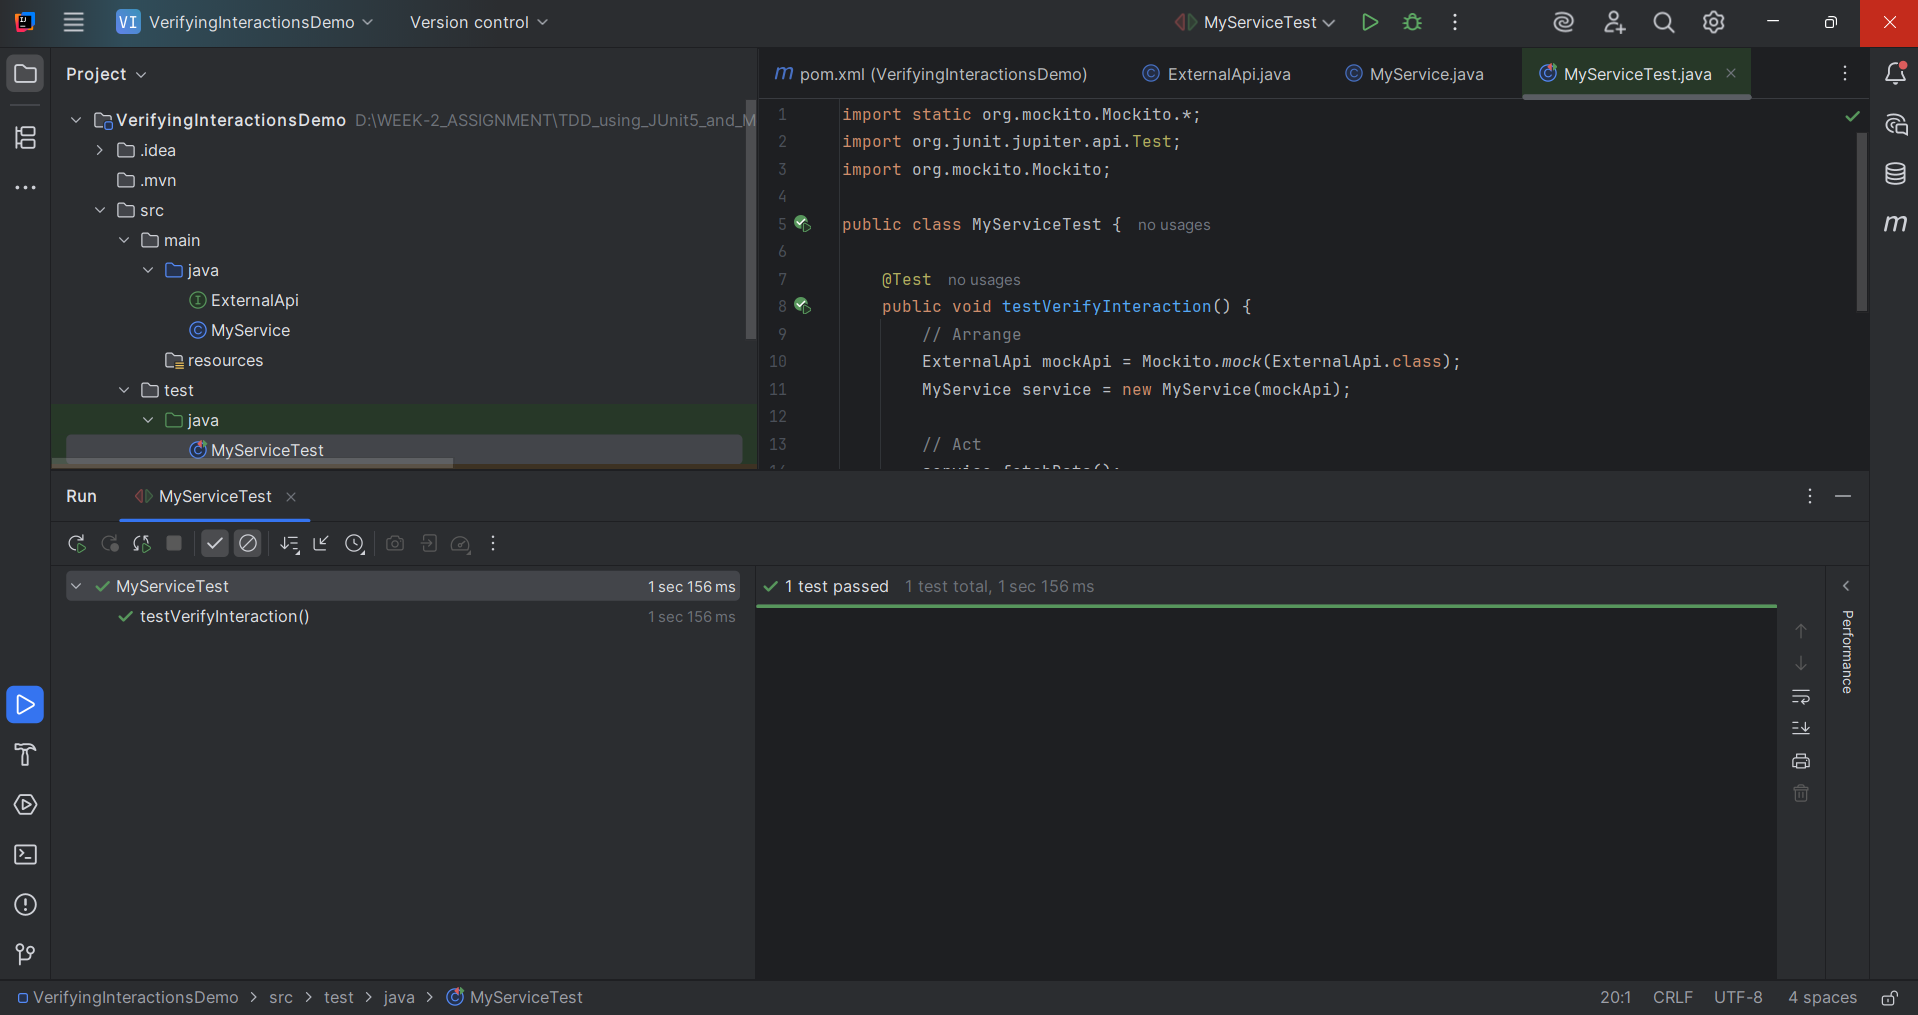 VI VerifyingInteractionsDemo Version control MyServiceTest
Project
VerifyingInteractionsDemo D:\WEEK-2_ASSIGNMENT\TDD_using_JUnit5_and_M
.idea
.mvn
src
main
java
ExternalApi
MyService
resources
test
java
MyServiceTest
m pom.xml (VerifyingInteractionsDemo) ExternalApi.java MyService.java MyServiceTest.java
1 import static org.mockito.Mockito.*;
2 import org.junit.jupiter.api.Test;
3 import org.mockito.Mockito;
4
5 public class MyServiceTest { no usages
6
7 @Test no usages
8 public void testVerifyInteraction() {
9 // Arrange
10 ExternalApi mockApi = Mockito.mock(ExternalApi.class);
11 MyService service = new MyService(mockApi);
12
13 // Act
Run MyServiceTest
MyServiceTest 1 sec 156 ms
testVerifyInteraction() 1 sec 156 ms
1 test passed 1 test total, 1 sec 156 ms
Performance
VerifyingInteractionsDemo > src > test > java > MyServiceTest
20:1 CRLF UTF-8 4 spaces